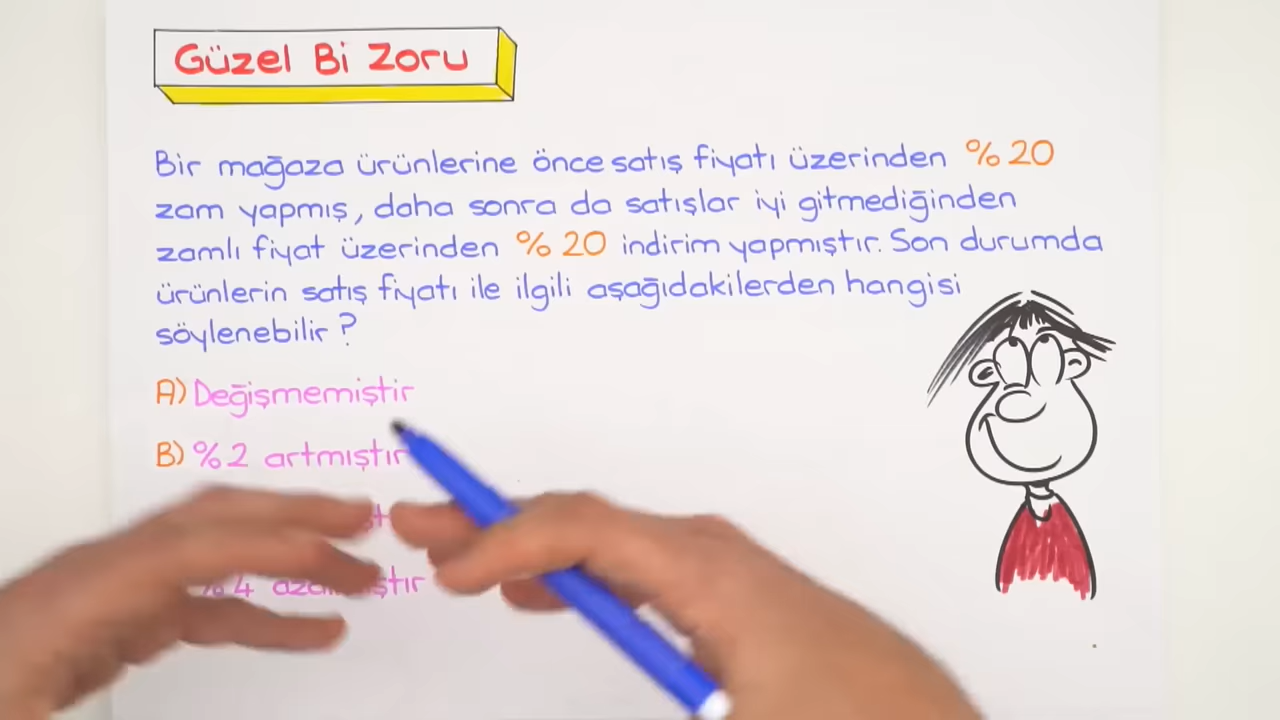 Güzel Bi Zoru
Bir mağaza ürünlerine önce satış fiyatı üzerinden % 20
zam yapmış, daha sonra da satışlar iyi gitmediğinden
zamlı fiyat üzerinden % 20 indirim yapmıştır. Son durumda
ürünlerin satış fiyatı ile ilgili aşağıdakilerden hangisi
söylenebilir ?
A) Değişmemiştir
B) % 2 artmıştır
% 4